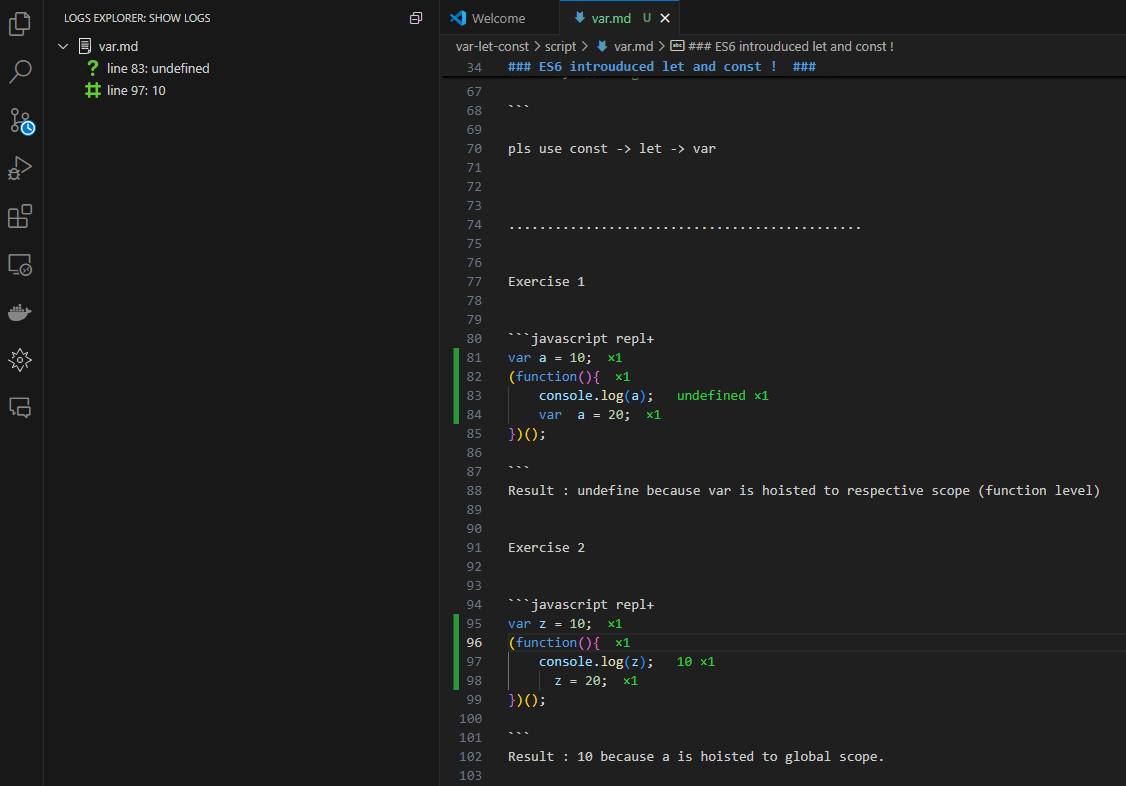 LOGS EXPLORER: SHOW LOGS
var.md
? line 83: undefined
# line 97: 10
Welcome
var.md U
var-let-const > script > var.md > ### ES6 introuduced let and const !
34 ### ES6 introuduced let and const !  ###
67
68 ```
69
70 pls use const -> let -> var
71
72
73
74 ..............................................
75
76
77 Exercise 1
78
79
80 ```javascript repl+
81 var a = 10;  ×1
82 (function(){  ×1
83     console.log(a);   undefined ×1
84     var  a = 20;  ×1
85 })();
86
87 ```
88 Result : undefine because var is hoisted to respective scope (function level)
89
90
91 Exercise 2
92
93
94 ```javascript repl+
95 var z = 10;  ×1
96 (function(){  ×1
97     console.log(z);   10 ×1
98       z = 20;  ×1
99 })();
100
101 ```
102 Result : 10 because a is hoisted to global scope.
103